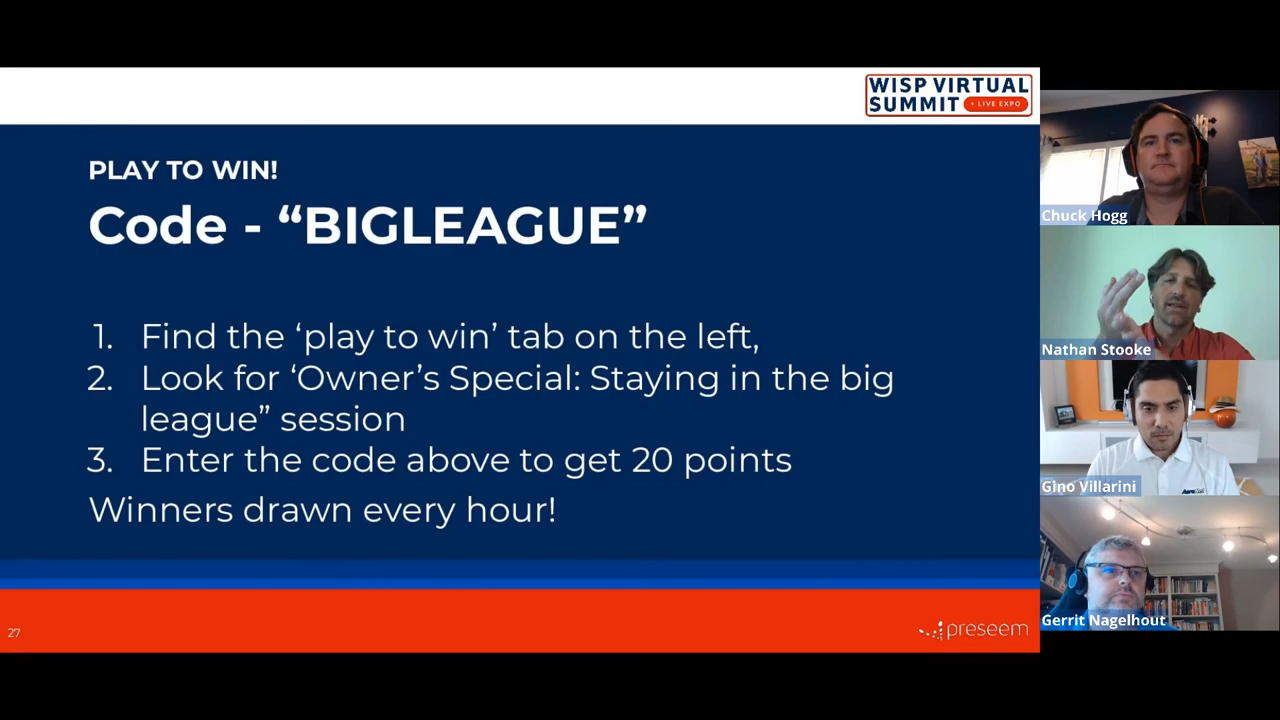 WISP VIRTUAL
SUMMIT + LIVE EXPO
PLAY TO WIN!
Code - “BIGLEAGUE”
1. Find the ‘play to win’ tab on the left,
2. Look for ‘Owner’s Special: Staying in the big
league” session
3. Enter the code above to get 20 points
Winners drawn every hour!
27
preseem
Chuck Hogg
Nathan Stooke
Gino Villarini
Gerrit Nagelhout